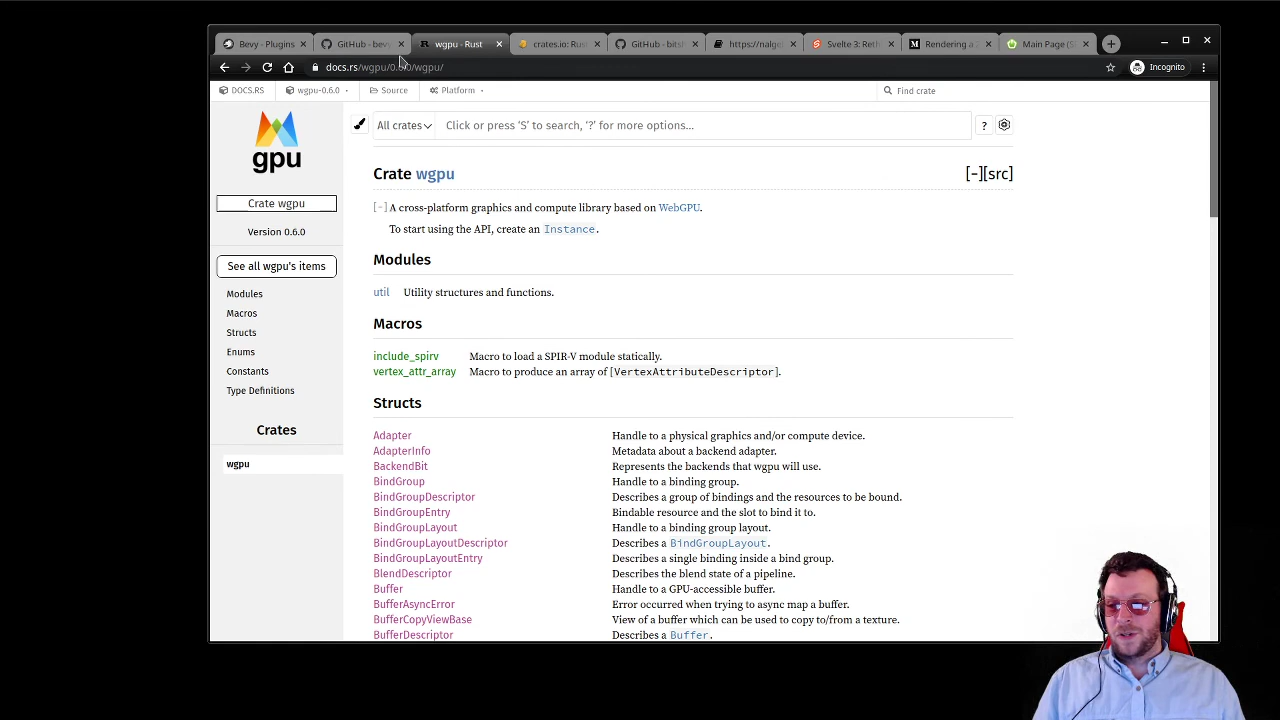 Bevy - Plugins
GitHub - bev
wgpu - Rust
crates.io: Rus
GitHub - bitsh
https://nalge
Svelte 3: Reth
Rendering a
Main Page (S
docs.rs/wgpu/0.6.0/wgpu/
Incognito
DOCS.RS
wgpu-0.6.0
Source
Platform
Find crate
gpu
All crates
Click or press ‘S’ to search, ‘?’ for more options…
?
Crate wgpu
[-][src]
Crate wgpu
Version 0.6.0
See all wgpu's items
Modules
Macros
Structs
Enums
Constants
Type Definitions
Crates
wgpu
[-] A cross-platform graphics and compute library based on WebGPU.
To start using the API, create an Instance.
Modules
util Utility structures and functions.
Macros
include_spirv Macro to load a SPIR-V module statically.
vertex_attr_array Macro to produce an array of [VertexAttributeDescriptor].
Structs
Adapter Handle to a physical graphics and/or compute device.
AdapterInfo Metadata about a backend adapter.
BackendBit Represents the backends that wgpu will use.
BindGroup Handle to a binding group.
BindGroupDescriptor Describes a group of bindings and the resources to be bound.
BindGroupEntry Bindable resource and the slot to bind it to.
BindGroupLayout Handle to a binding group layout.
BindGroupLayoutDescriptor Describes a BindGroupLayout.
BindGroupLayoutEntry Describes a single binding inside a bind group.
BlendDescriptor Describes the blend state of a pipeline.
Buffer Handle to a GPU-accessible buffer.
BufferAsyncError Error occurred when trying to async map a buffer.
BufferCopyViewBase View of a buffer which can be used to copy to/from a texture.
BufferDescriptor Describes a Buffer.